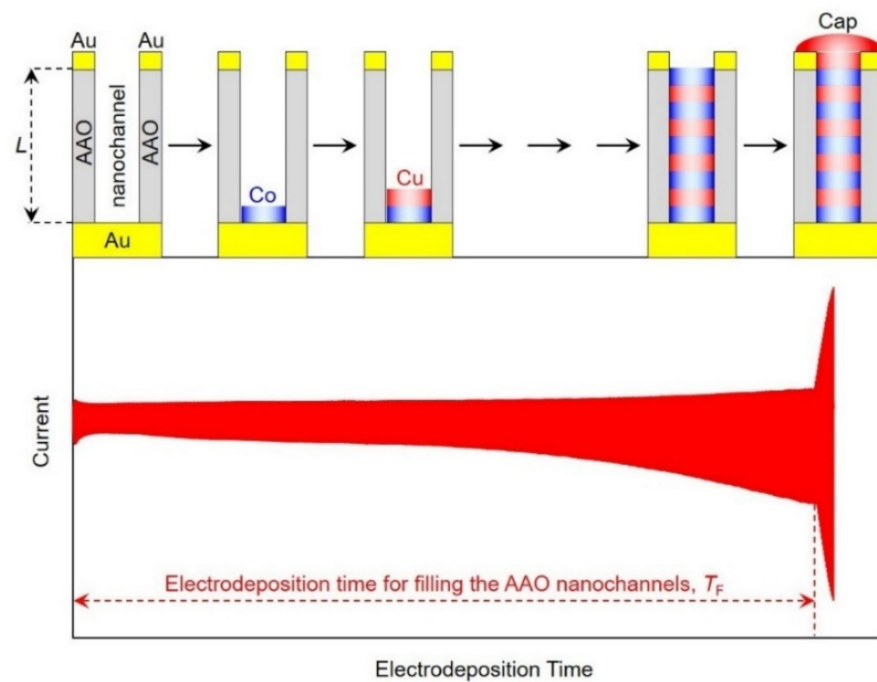 Au
Au
Cap
L
AAO
nanochannel
AAO
Co
Cu
Au
Current
Electrodeposition time for filling the AAO nanochannels, TF
Electrodeposition Time